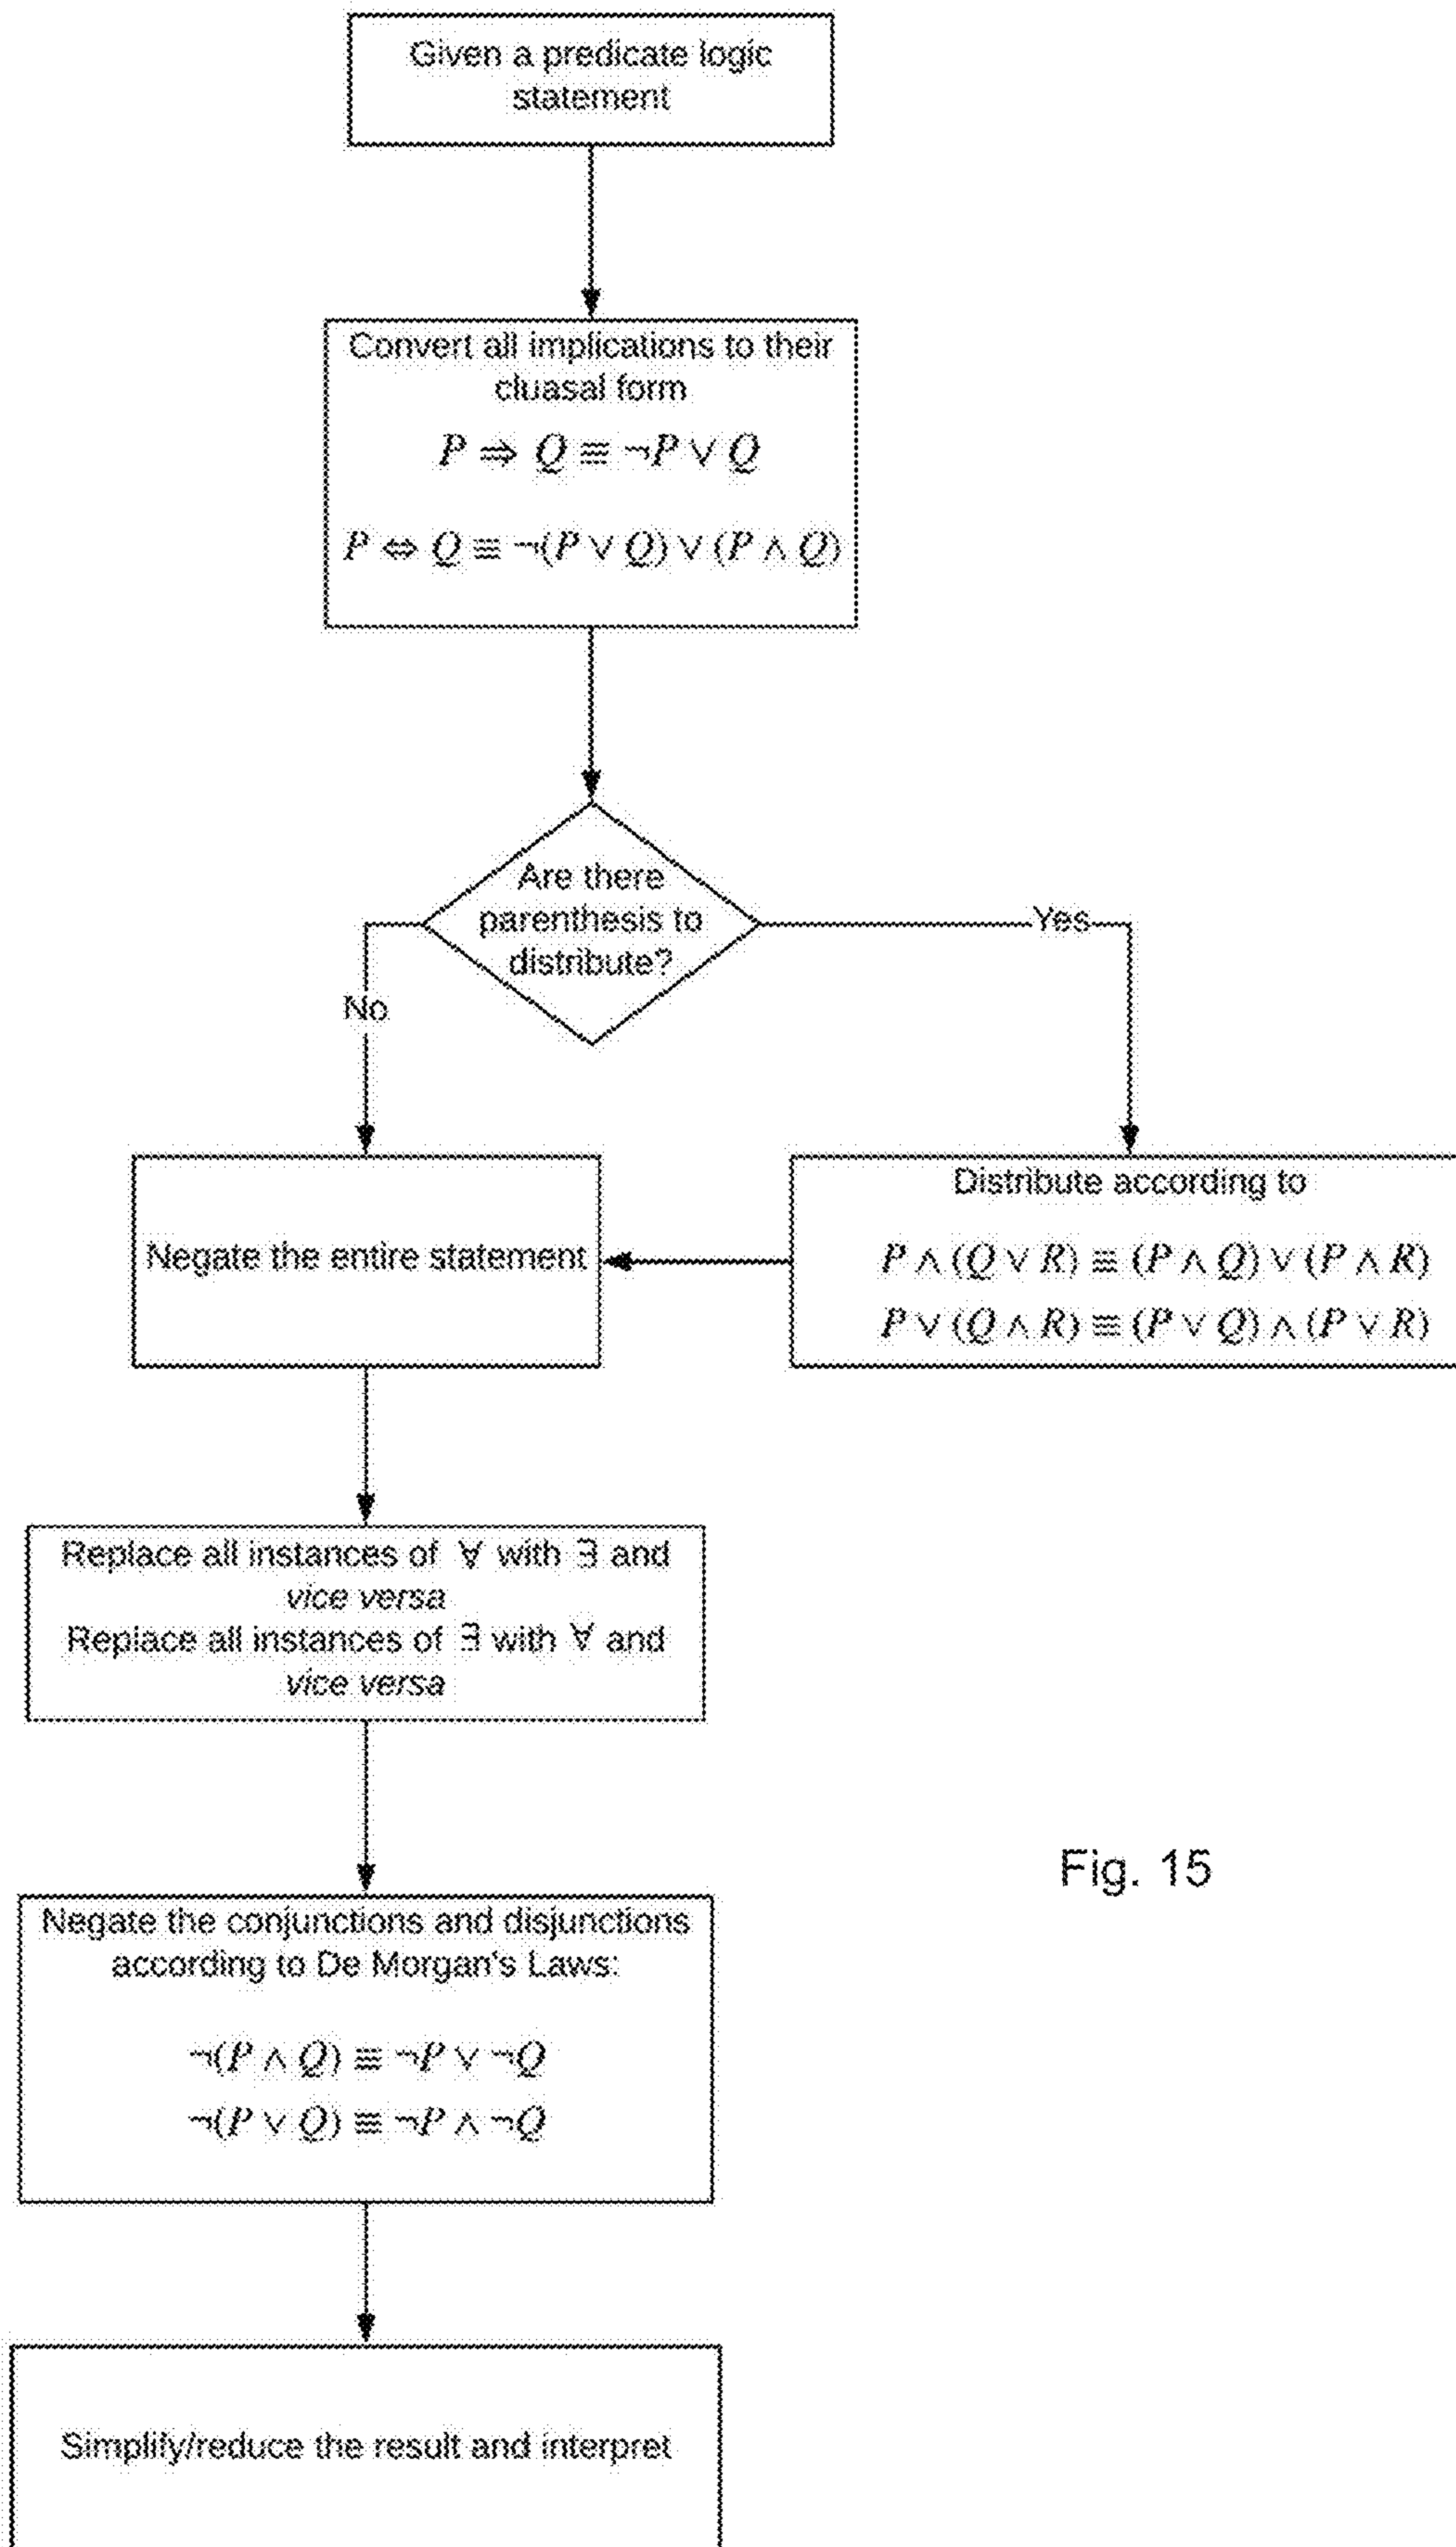 Given a predicate logic
statement
Convert all implications to their
cluasal form
P ⇒ Q ≡ ¬P ∨ Q
P ⇔ Q ≡ ¬(P ∨ Q) ∨ (P ∧ Q)
Are there
parenthesis to
distribute?
Yes
No
Distribute according to
P ∧ (Q ∨ R) ≡ (P ∧ Q) ∨ (P ∧ R)
P ∨ (Q ∧ R) ≡ (P ∨ Q) ∧ (P ∨ R)
Negate the entire statement
Replace all instances of ∀ with ∃ and
vice versa
Replace all instances of ∃ with ∀ and
vice versa
Fig. 15
Negate the conjunctions and disjunctions
according to De Morgan's Laws:
¬(P ∧ Q) ≡ ¬P ∨ ¬Q
¬(P ∨ Q) ≡ ¬P ∧ ¬Q
Simplify/reduce the result and interpret